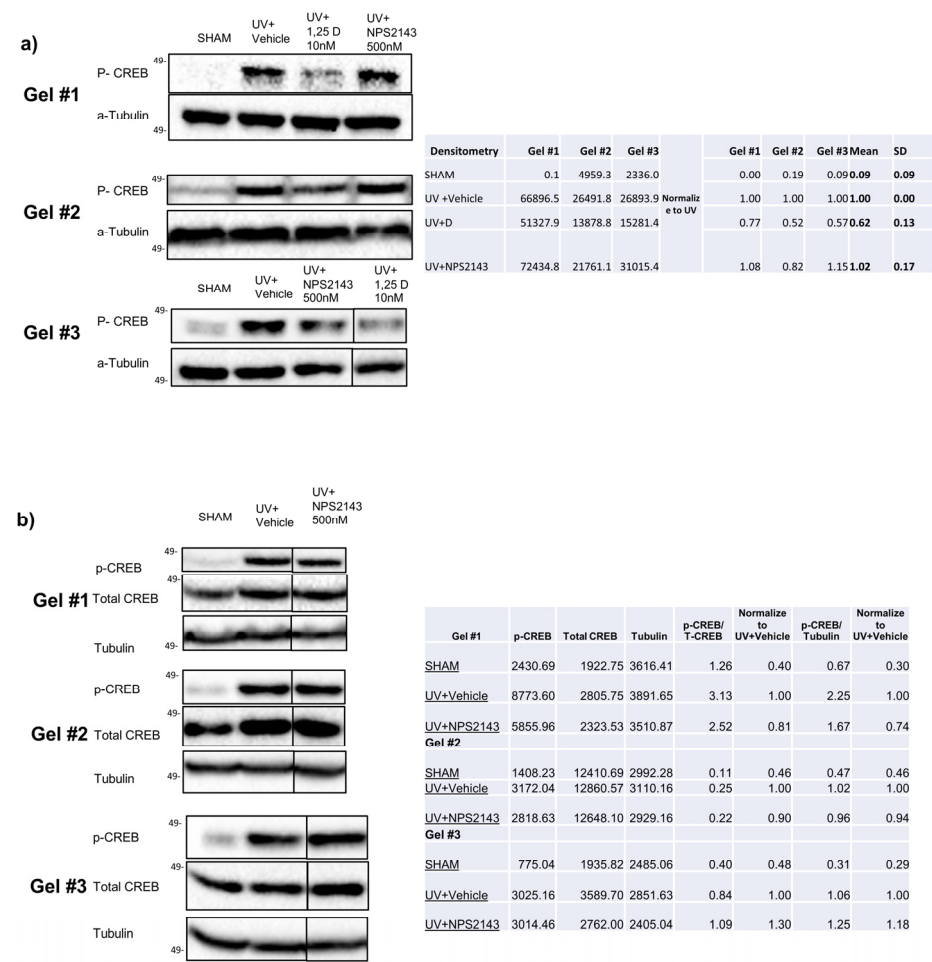 a)
SHAM
UV+
Vehicle
UV+
1,25 D
10nM
UV+
NPS2143
500nM
Gel #1
P- CREB
49-
a-Tubulin
49-
Gel #2
P- CREB
49-
a-Tubulin
49-
SHAM
UV+
Vehicle
UV+
NPS2143
500nM
UV+
1,25 D
10nM
Gel #3
P- CREB
49-
a-Tubulin
49-
Densitometry Gel #1 Gel #2 Gel #3 Gel #1 Gel #2 Gel #3 Mean SD
SHAM 0.1 4959.3 2336.0 0.00 0.19 0.09 0.09 0.09
UV +Vehicle 66896.5 26491.8 26893.9 Normaliz 1.00 1.00 1.00 1.00 0.00
e to UV
UV+D 51327.9 13878.8 15281.4 0.77 0.52 0.57 0.62 0.13
UV+NPS2143 72434.8 21761.1 31015.4 1.08 0.82 1.15 1.02 0.17
b)
SHAM
UV+
Vehicle
UV+
NPS2143
500nM
Gel #1
p-CREB
49-
Total CREB
49-
Tubulin
49-
Gel #2
p-CREB
49-
Total CREB
49-
Tubulin
49-
Gel #3
p-CREB
49-
Total CREB
49-
Tubulin
49-
Gel #1 p-CREB Total CREB Tubulin p-CREB/ T-CREB Normalize to UV+Vehicle p-CREB/ Tubulin Normalize to UV+Vehicle
SHAM 2430.69 1922.75 3616.41 1.26 0.40 0.67 0.30
UV+Vehicle 8773.60 2805.75 3891.65 3.13 1.00 2.25 1.00
UV+NPS2143 5855.96 2323.53 3510.87 2.52 0.81 1.67 0.74
Gel #2
SHAM 1408.23 12410.69 2992.28 0.11 0.46 0.47 0.46
UV+Vehicle 3172.04 12860.57 3110.16 0.25 1.00 1.02 1.00
UV+NPS2143 2818.63 12648.10 2929.16 0.22 0.90 0.96 0.94
Gel #3
SHAM 775.04 1935.82 2485.06 0.40 0.48 0.31 0.29
UV+Vehicle 3025.16 3589.70 2851.63 0.84 1.00 1.06 1.00
UV+NPS2143 3014.46 2762.00 2405.04 1.09 1.30 1.25 1.18